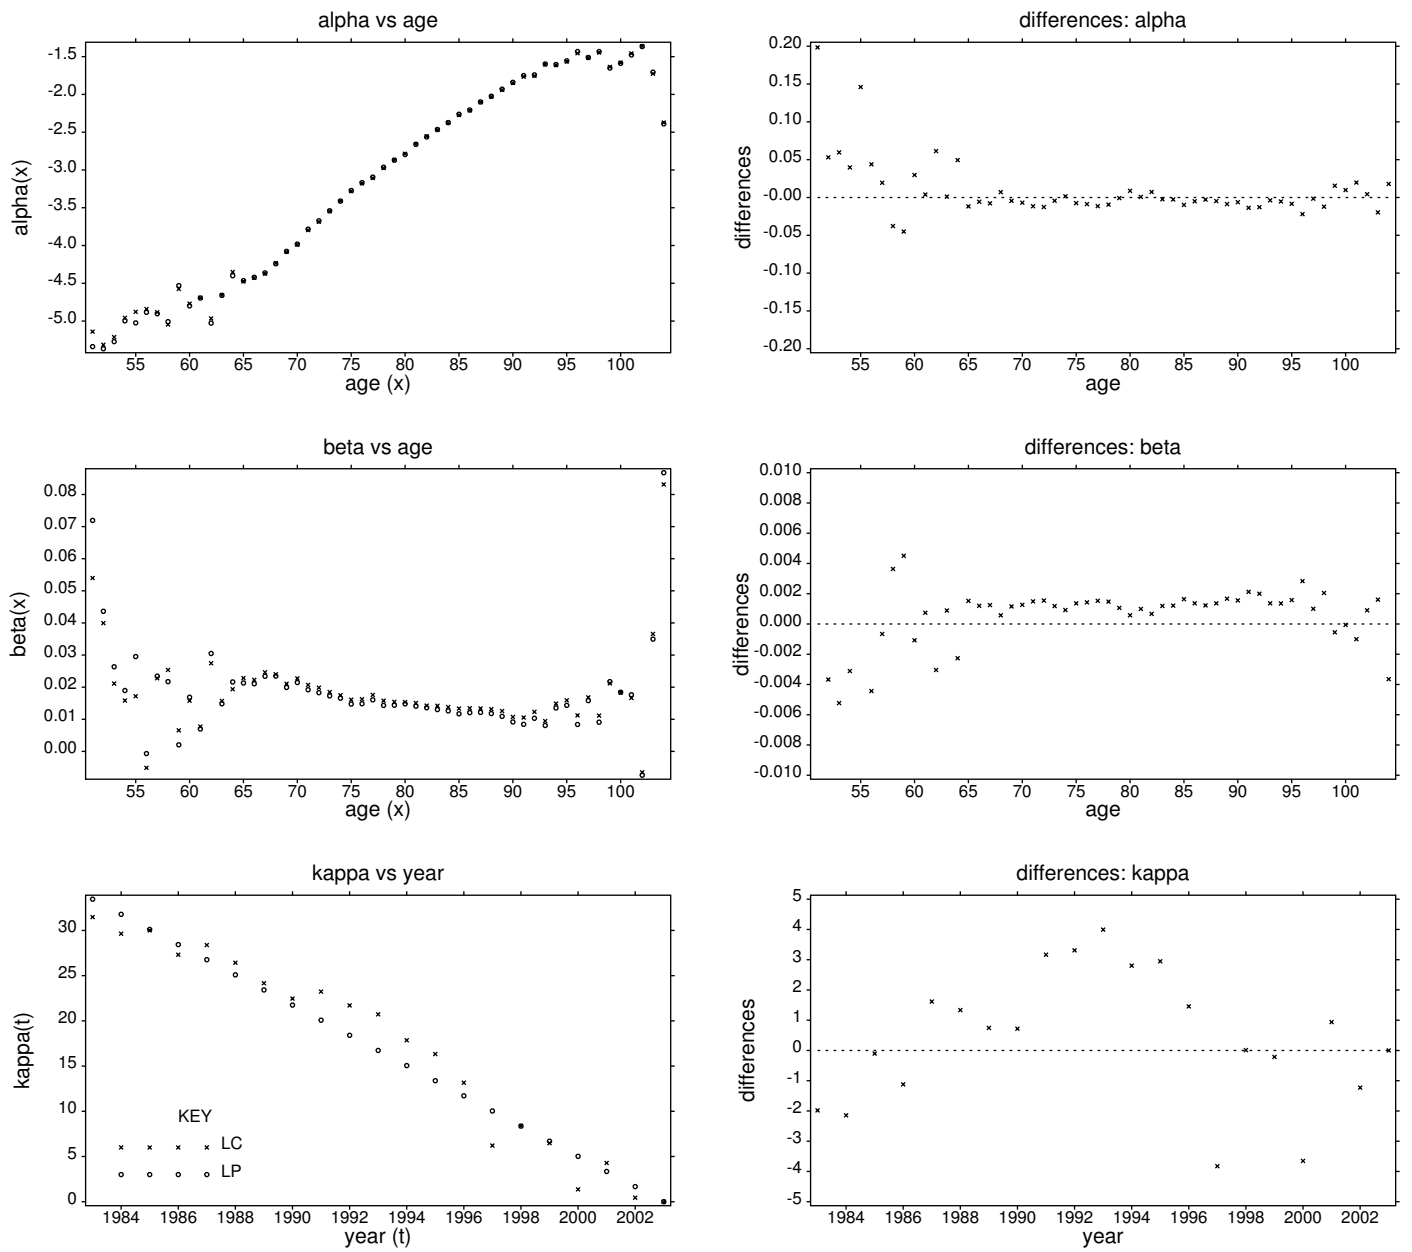 alpha vs age
-1.5
-2.0
-2.5
-3.0
-3.5
-4.0
-4.5
-5.0
alpha(x)
55 60 65 70 75 80 85 90 95 100
age (x)
differences: alpha
0.20
0.15
0.10
0.05
-0.00
-0.05
-0.10
-0.15
-0.20
differences
55 60 65 70 75 80 85 90 95 100
age
beta vs age
0.08
0.07
0.06
0.05
0.04
0.03
0.02
0.01
0.00
beta(x)
55 60 65 70 75 80 85 90 95 100
age (x)
differences: beta
0.010
0.008
0.006
0.004
0.002
0.000
-0.002
-0.004
-0.006
-0.008
-0.010
differences
55 60 65 70 75 80 85 90 95 100
age
kappa vs year
30
25
20
15
10
5
0
kappa(t)
KEY
LC
LP
1984 1986 1988 1990 1992 1994 1996 1998 2000 2002
year (t)
differences: kappa
5
4
3
2
1
0
-1
-2
-3
-4
-5
differences
1984 1986 1988 1990 1992 1994 1996 1998 2000 2002
year